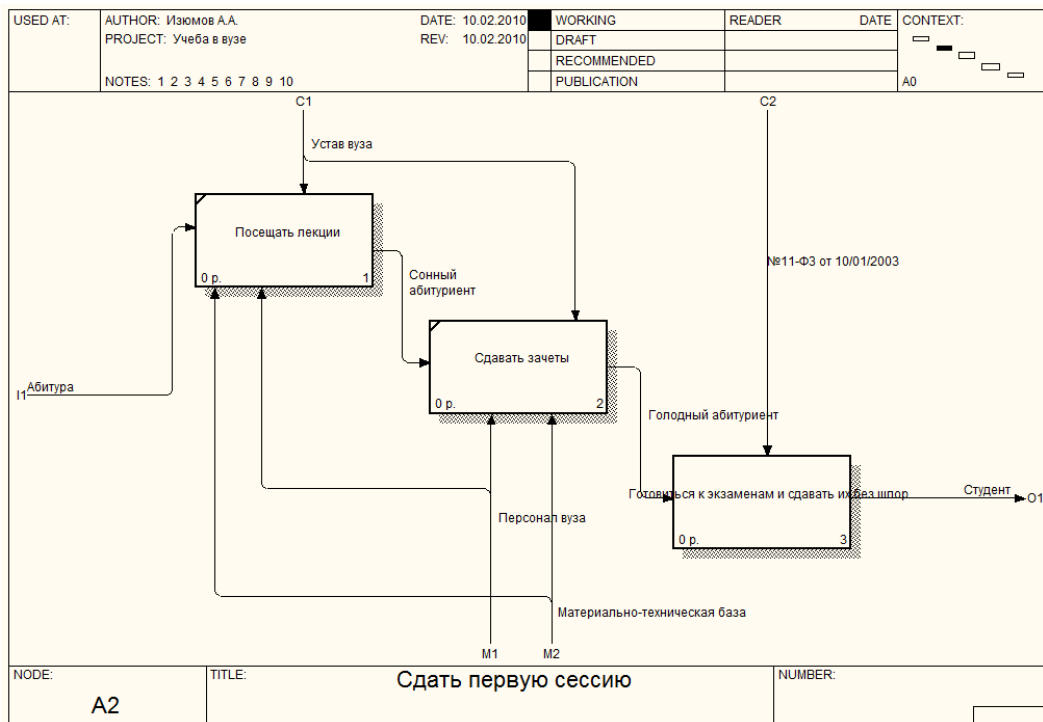 USED AT:
AUTHOR: Изюмов А.А.
DATE: 10.02.2010
PROJECT: Учеба в вузе
REV: 10.02.2010
NOTES: 1 2 3 4 5 6 7 8 9 10
WORKING
DRAFT
RECOMMENDED
PUBLICATION
READER DATE
CONTEXT:
A0
C1
C2
Устав вуза
Посещать лекции
0 р. 1
№11-ФЗ от 10/01/2003
Сонный
абитуриент
Сдавать зачеты
0 р. 2
I1
Абитура
Голодный абитуриент
Готовиться к экзаменам и сдавать их без шпор
0 р. 3
Студент
O1
Персонал вуза
Материально-техническая база
M1
M2
NODE:
A2
TITLE:
Сдать первую сессию
NUMBER: